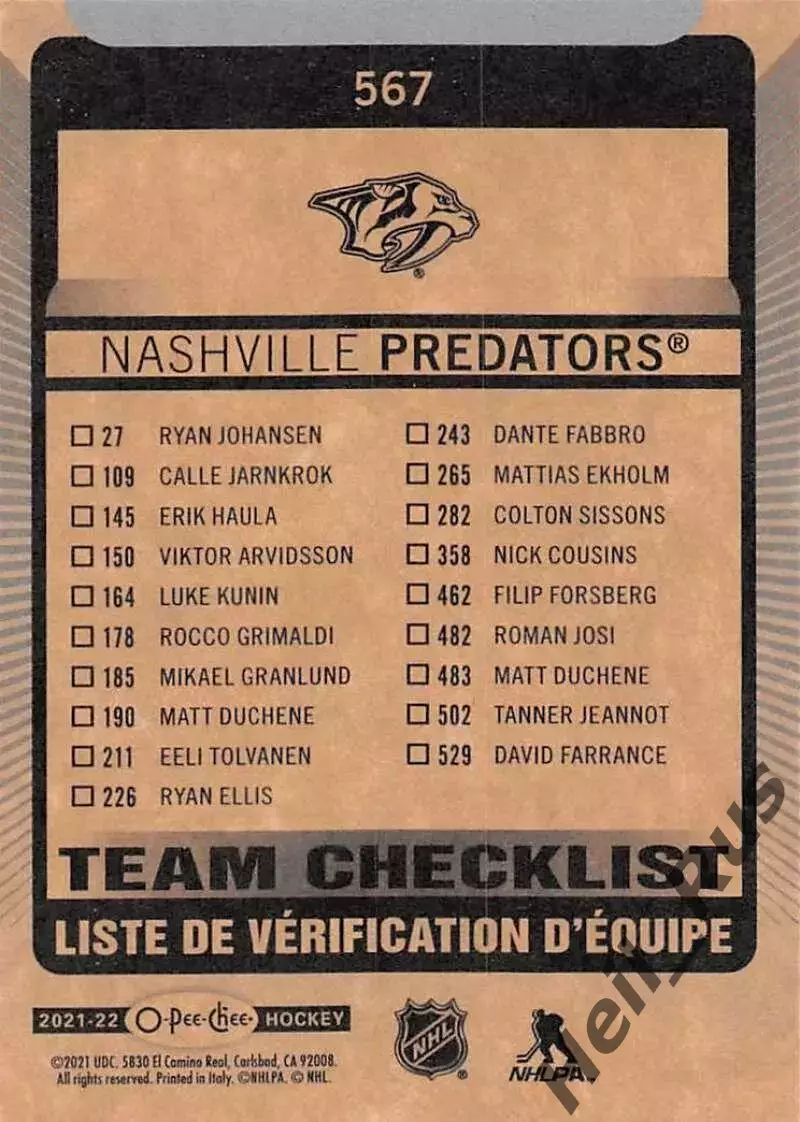 567
NASHVILLE PREDATORS®
27 RYAN JOHANSEN
109 CALLE JARNKROK
145 ERIK HAULA
150 VIKTOR ARVIDSSON
164 LUKE KUNIN
178 ROCCO GRIMALDI
185 MIKAEL GRANLUND
190 MATT DUCHENE
211 EELI TOLVANEN
226 RYAN ELLIS
243 DANTE FABBRO
265 MATTIAS EKHOLM
282 COLTON SISSONS
358 NICK COUSINS
462 FILIP FORSBERG
482 ROMAN JOSI
483 MATT DUCHENE
502 TANNER JEANNOT
529 DAVID FARRANCE
TEAM CHECKLIST
LISTE DE VÉRIFICATION D'ÉQUIPE
2021-22 O-Pee-Chee HOCKEY
©2021 UDC. 5830 El Camino Real, Carlsbad, CA 92008.
All rights reserved. Printed in Italy. ©NHLPA. © NHL.
NHL ®
NHLPA™
Heil_Rus